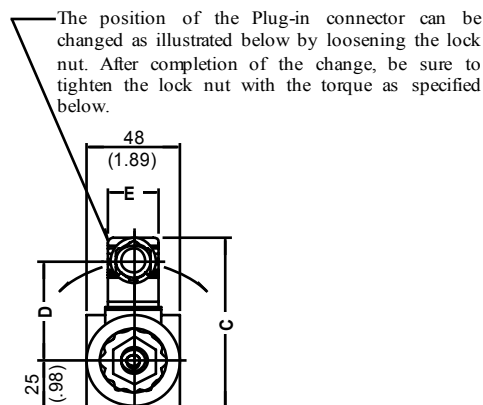 The position of the Plug-in connector can be
changed as illustrated below by loosening the lock
nut. After completion of the change, be sure to
tighten the lock nut with the torque as specified
below.
48
(1.89)
E
D
C
25
(.98)